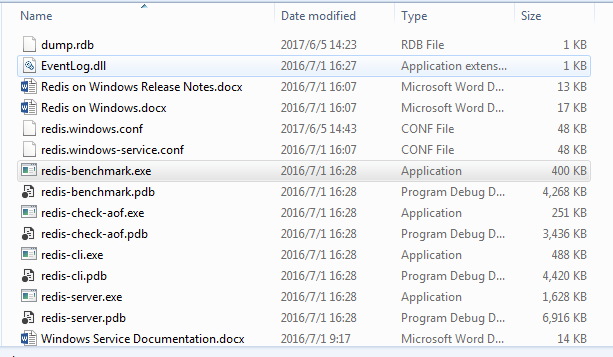 Name Date modified Type Size
dump.rdb 2017/6/5 14:23 RDB File 1 KB
EventLog.dll 2016/7/1 16:27 Application extens... 1 KB
Redis on Windows Release Notes.docx 2016/7/1 16:07 Microsoft Word D... 13 KB
Redis on Windows.docx 2016/7/1 16:07 Microsoft Word D... 17 KB
redis.windows.conf 2017/6/5 14:43 CONF File 48 KB
redis.windows-service.conf 2016/7/1 16:07 CONF File 48 KB
redis-benchmark.exe 2016/7/1 16:28 Application 400 KB
redis-benchmark.pdb 2016/7/1 16:28 Program Debug D... 4,268 KB
redis-check-aof.exe 2016/7/1 16:28 Application 251 KB
redis-check-aof.pdb 2016/7/1 16:28 Program Debug D... 3,436 KB
redis-cli.exe 2016/7/1 16:28 Application 488 KB
redis-cli.pdb 2016/7/1 16:28 Program Debug D... 4,420 KB
redis-server.exe 2016/7/1 16:28 Application 1,628 KB
redis-server.pdb 2016/7/1 16:28 Program Debug D... 6,916 KB
Windows Service Documentation.docx 2016/7/1 9:17 Microsoft Word D... 14 KB